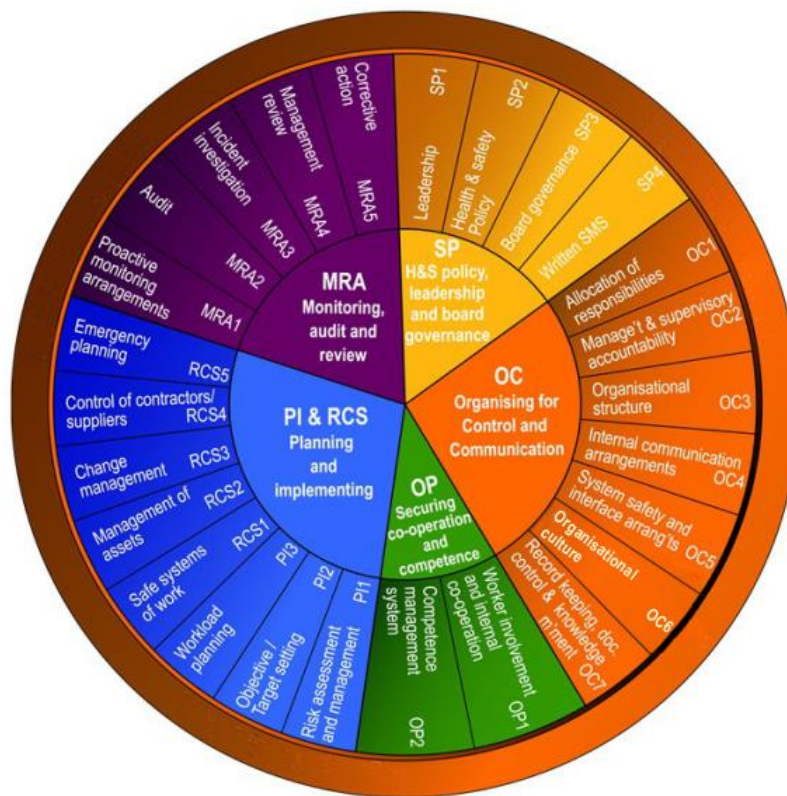 SP
H&S policy,
leadership
and board
governance
SP1
Leadership
SP2
Health & safety
Policy
SP3
Board governance
SP4
Written SMS
OC
Organising for
Control and
Communication
OC1
Allocation of
responsibilities
Manage't & supervisory
accountability
OC2
Organisational
structure
OC3
Internal communication
arrangements
OC4
System safety and
interface arrang'ts
OC5
Organisational
culture
OC6
Record keeping, doc.
control & knowledge
m'ment
OC7
OP
Securing
co-operation
and
competence
Worker involvement
and internal
co-operation
OP1
Competence
management
system
OP2
PI & RCS
Planning
and
implementing
PI1
Risk assessment
and management
PI2
Objective /
Target setting
PI3
Workload
planning
RCS1
Safe systems
of work
RCS2
Management of
assets
RCS3
Change
management
Control of contractors/
suppliers
RCS4
Emergency
planning
RCS5
MRA
Monitoring,
audit and
review
Proactive
monitoring
arrangements
MRA1
Audit
MRA2
Incident
investigation
MRA3
Management
review
MRA4
Corrective
action
MRA5